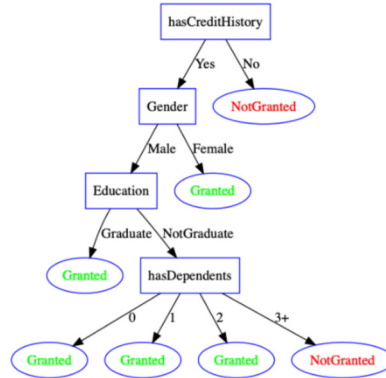 hasCreditHistory
Yes No
Gender NotGranted
Male Female
Education Granted
Graduate NotGraduate
Granted hasDependents
0 1 2 3+
Granted Granted Granted NotGranted